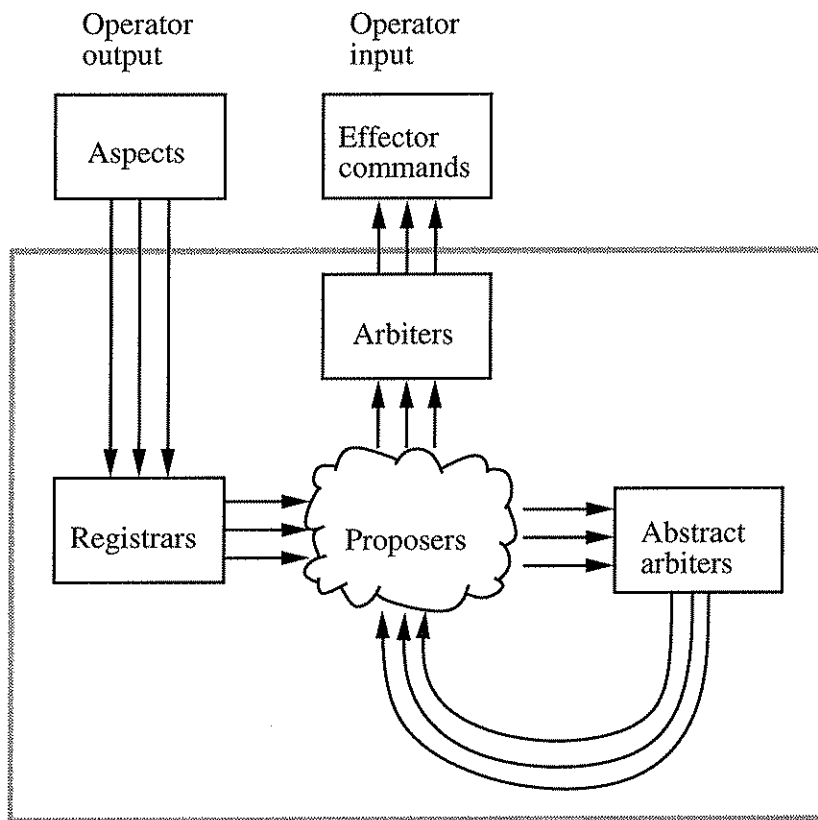 Operator
output
Operator
input
Aspects
Effector
commands
Arbiters
Registrars
Proposers
Abstract
arbiters